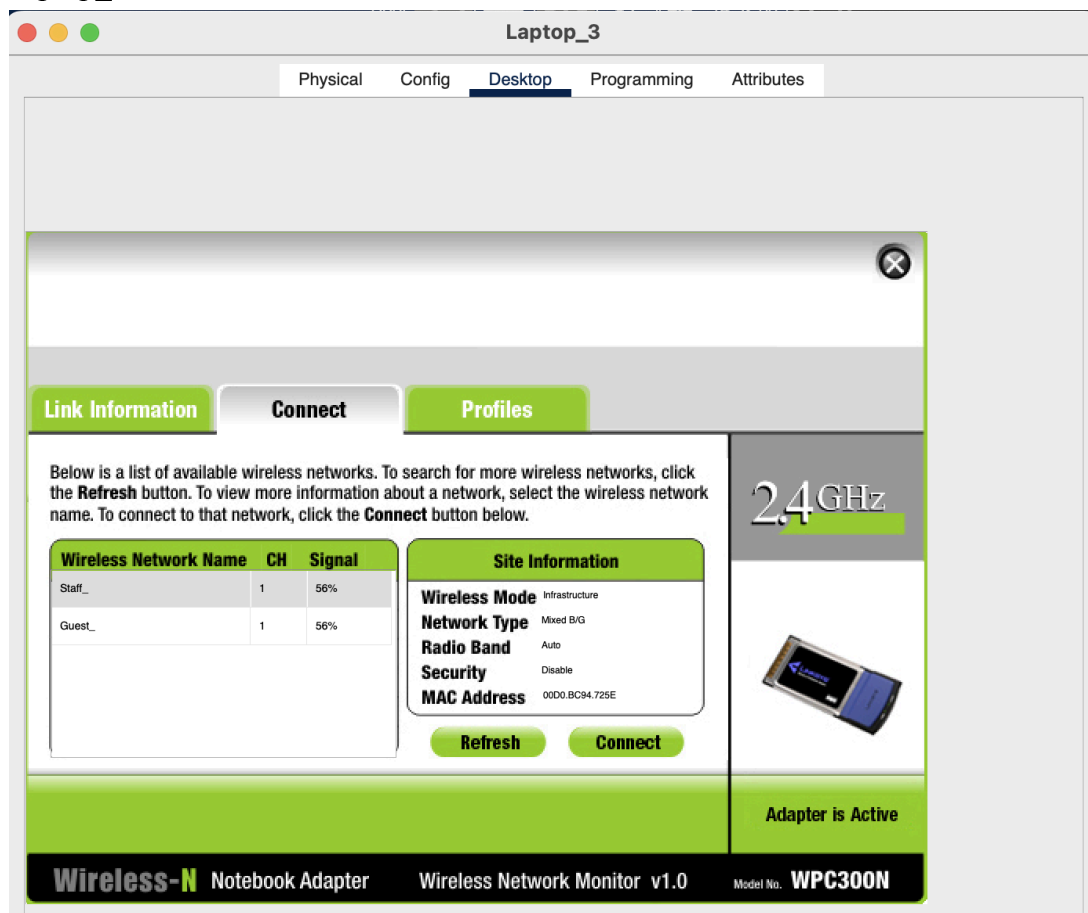 Laptop_3
Physical Config Desktop Programming Attributes
Link Information Connect Profiles
Below is a list of available wireless networks. To search for more wireless networks, click
the Refresh button. To view more information about a network, select the wireless network
name. To connect to that network, click the Connect button below.
2.4GHz
Wireless Network Name CH Signal
Staff_ 1 56%
Guest_ 1 56%
Site Information
Wireless Mode Infrastructure
Network Type Mixed B/G
Radio Band Auto
Security Disable
MAC Address 00D0.BC94.725E
Refresh Connect
Adapter is Active
Wireless-N Notebook Adapter Wireless Network Monitor v1.0 Model No. WPC300N